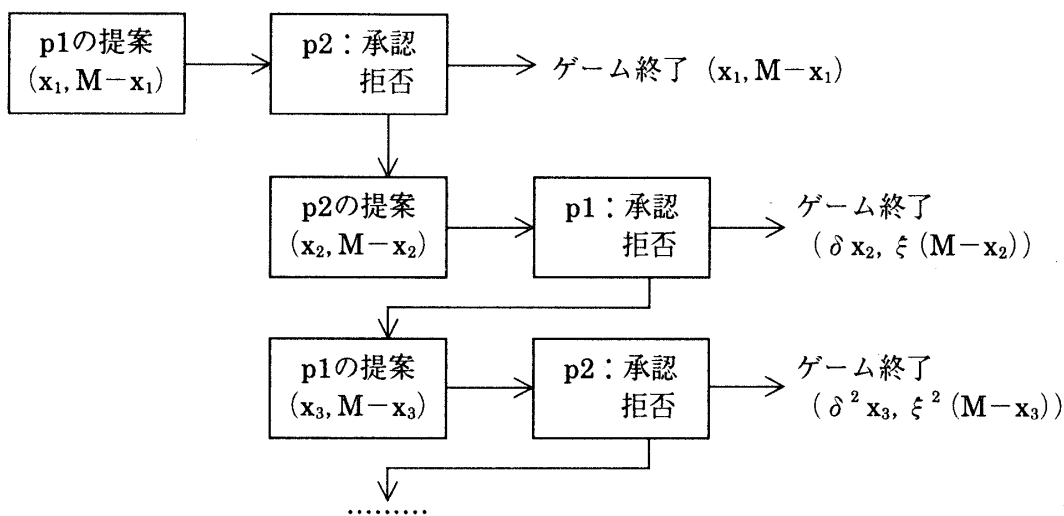 p1の提案
(x₁, M−x₁)
p2：承認
拒否
ゲーム終了 (x₁, M−x₁)
p2の提案
(x₂, M−x₂)
p1：承認
拒否
ゲーム終了
(δx₂, ξ(M−x₂))
p1の提案
(x₃, M−x₃)
p2：承認
拒否
ゲーム終了
(δ²x₃, ξ²(M−x₃))
………